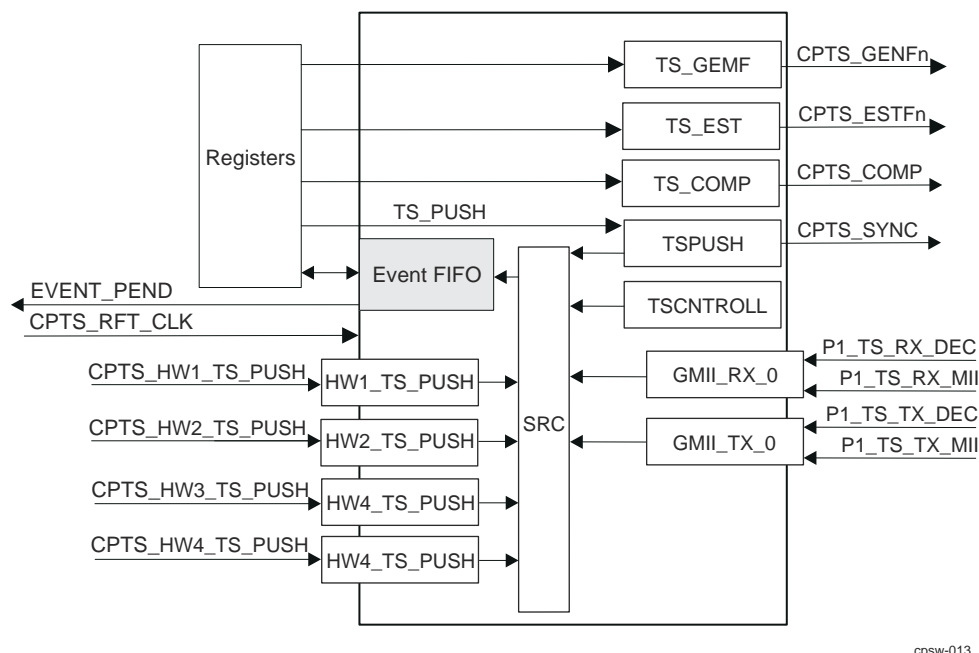 TS_GEMF
CPTS_GENFn
TS_EST
CPTS_ESTFn
Registers
TS_COMP
CPTS_COMP
TS_PUSH
TSPUSH
CPTS_SYNC
Event FIFO
EVENT_PEND
TSCNTROLL
CPTS_RFT_CLK
P1_TS_RX_DEC
CPTS_HW1_TS_PUSH
HW1_TS_PUSH
GMII_RX_0
P1_TS_RX_MII
SRC
P1_TS_TX_DEC
CPTS_HW2_TS_PUSH
HW2_TS_PUSH
GMII_TX_0
P1_TS_TX_MII
CPTS_HW3_TS_PUSH
HW4_TS_PUSH
CPTS_HW4_TS_PUSH
HW4_TS_PUSH
cpsw-013